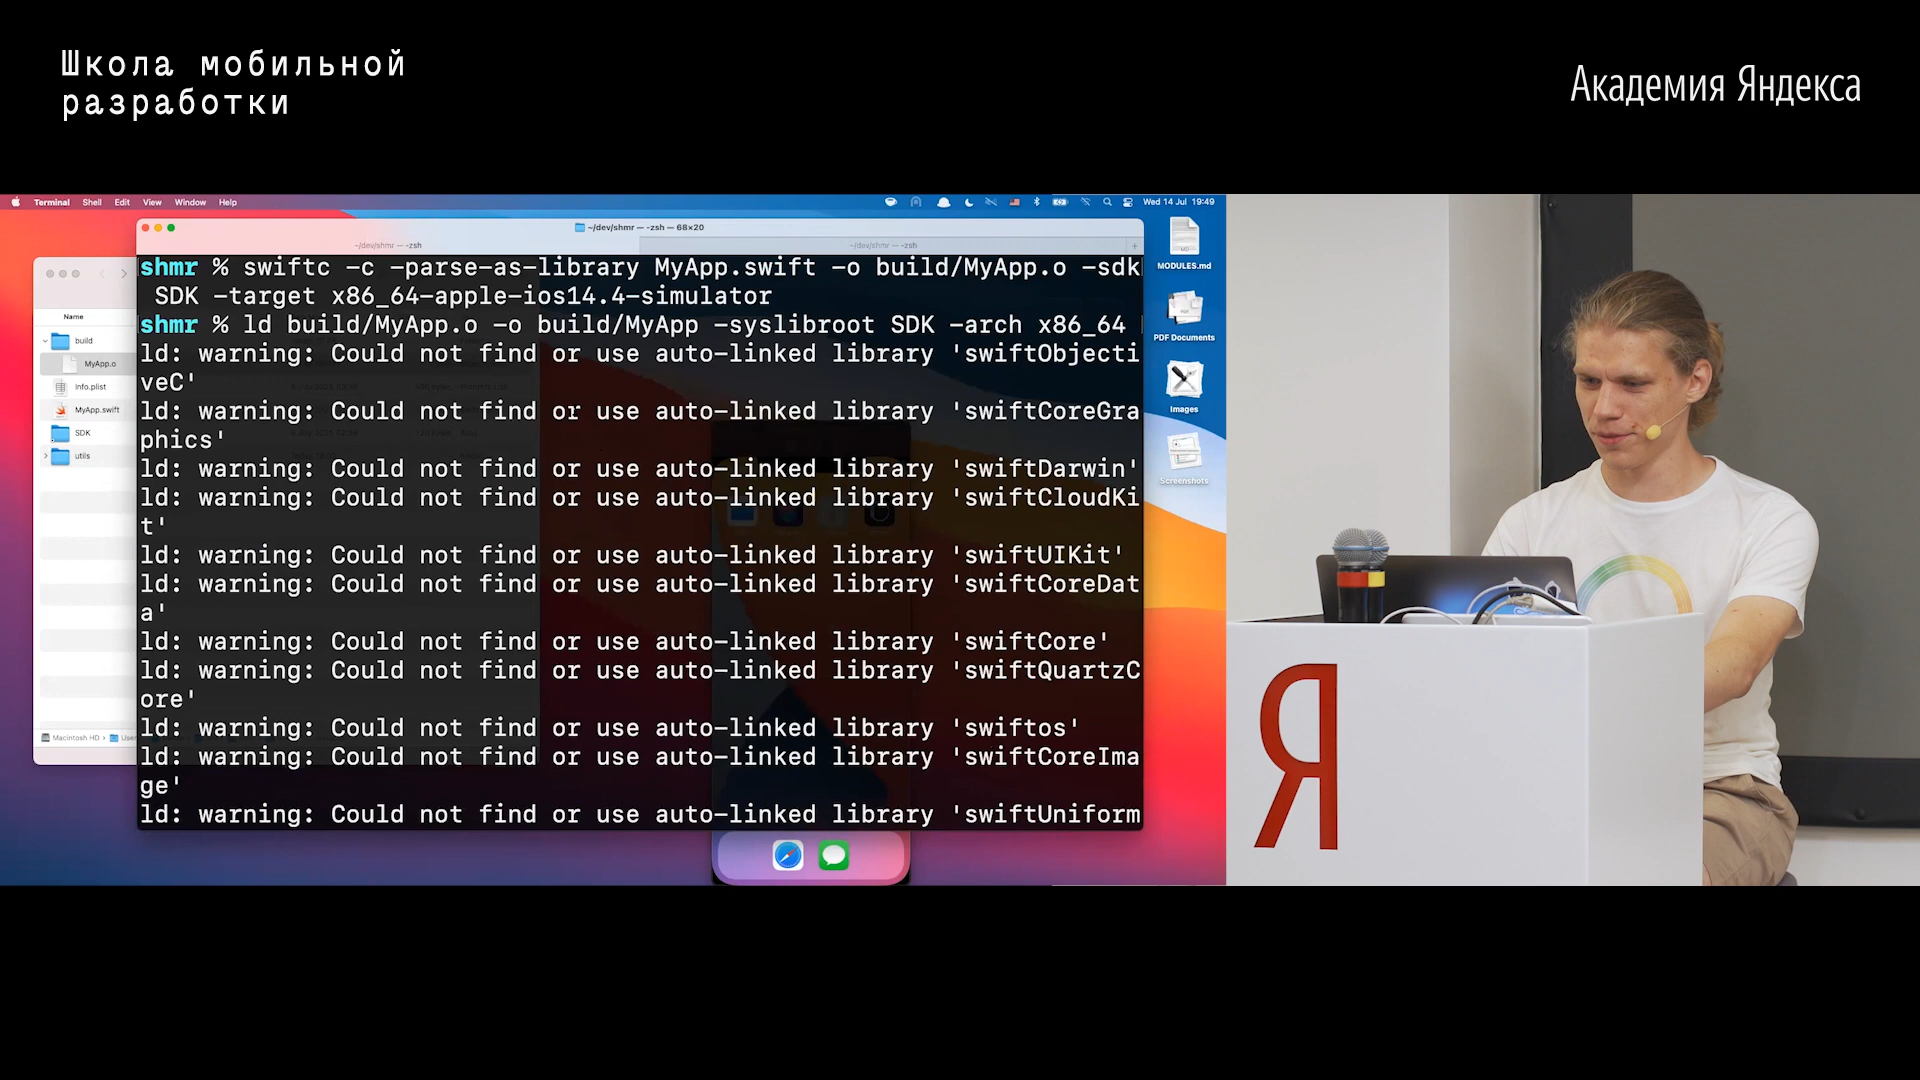 Школа мобильной
разработки
Академия Яндекса
Terminal Shell Edit View Window Help
Wed 14 Jul 19:49
~/dev/shmr — -zsh — 68×20
~/dev/shmr — -zsh
~/dev/shmr — -zsh
shmr % swiftc -c -parse-as-library MyApp.swift -o build/MyApp.o -sdk
SDK -target x86_64-apple-ios14.4-simulator
shmr % ld build/MyApp.o -o build/MyApp -syslibroot SDK -arch x86_64
ld: warning: Could not find or use auto-linked library 'swiftObjecti
veC'
ld: warning: Could not find or use auto-linked library 'swiftCoreGra
phics'
ld: warning: Could not find or use auto-linked library 'swiftDarwin'
ld: warning: Could not find or use auto-linked library 'swiftCloudKi
t'
ld: warning: Could not find or use auto-linked library 'swiftUIKit'
ld: warning: Could not find or use auto-linked library 'swiftCoreDat
a'
ld: warning: Could not find or use auto-linked library 'swiftCore'
ld: warning: Could not find or use auto-linked library 'swiftQuartzC
ore'
ld: warning: Could not find or use auto-linked library 'swiftos'
ld: warning: Could not find or use auto-linked library 'swiftCoreIma
ge'
ld: warning: Could not find or use auto-linked library 'swiftUniform
Name
build
MyApp.o
Info.plist
MyApp.swift
SDK
utils
Macintosh HD
MODULES.md
PDF Documents
Images
Screenshots
Я